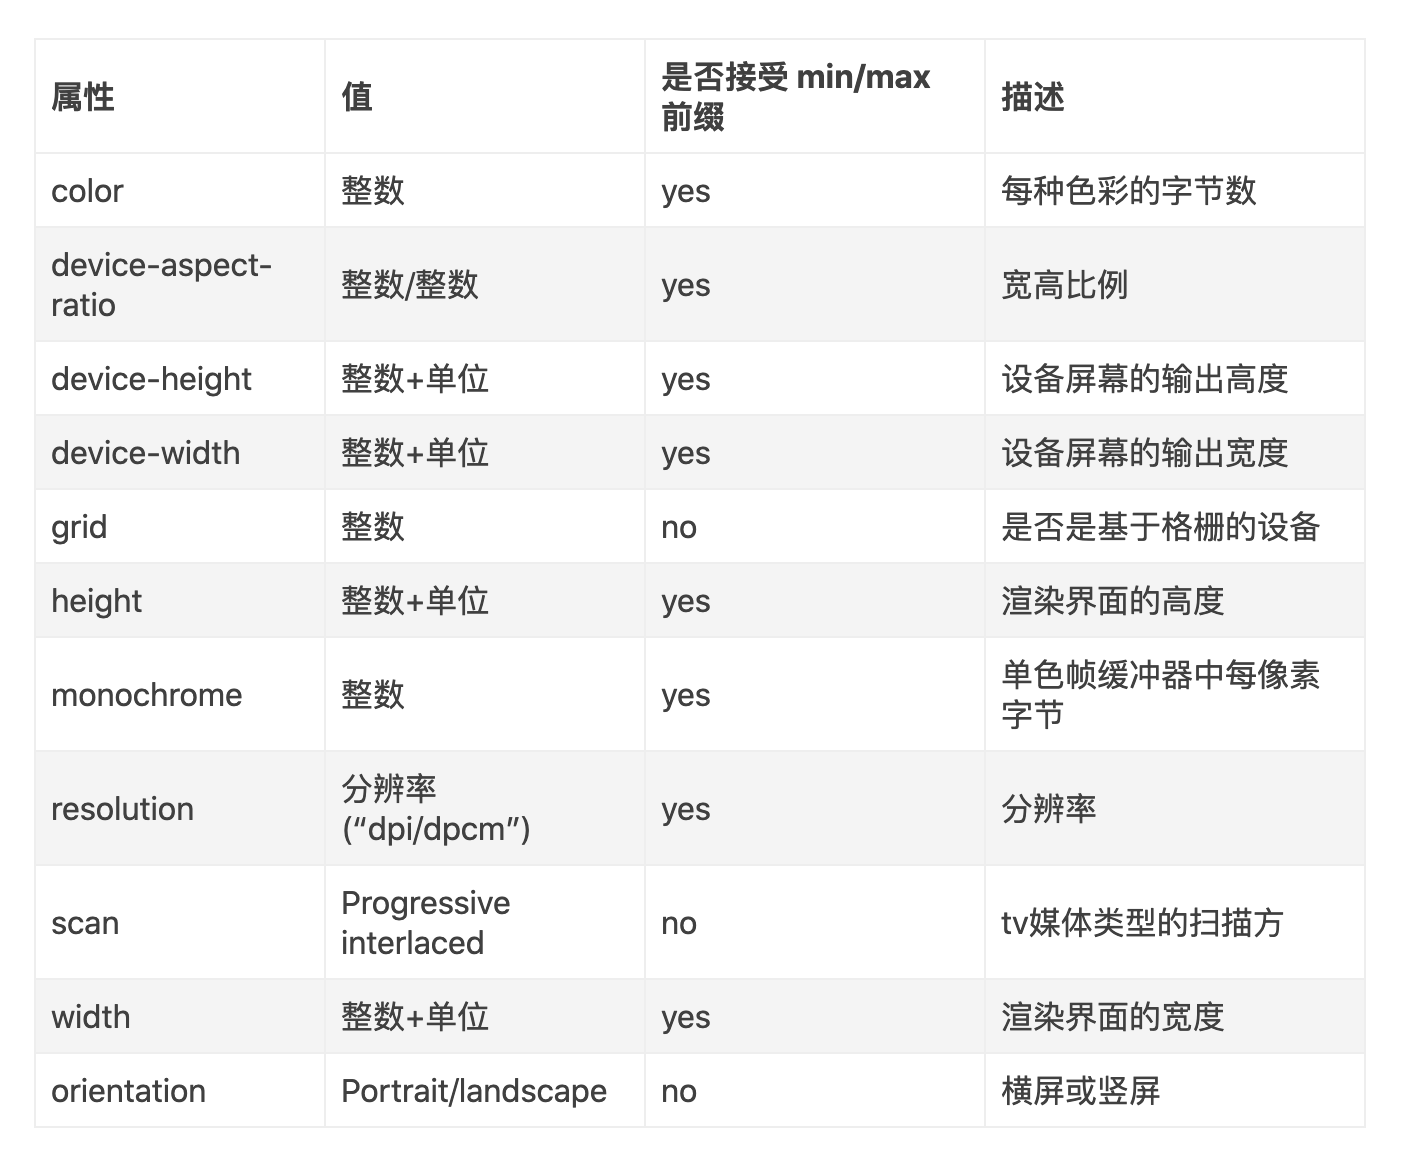 属性
值
是否接受 min/max
前缀
描述
color
整数
yes
每种色彩的字节数
device-aspect-
ratio
整数/整数
yes
宽高比例
device-height
整数+单位
yes
设备屏幕的输出高度
device-width
整数+单位
yes
设备屏幕的输出宽度
grid
整数
no
是否是基于格栅的设备
height
整数+单位
yes
渲染界面的高度
monochrome
整数
yes
单色帧缓冲器中每像素
字节
resolution
分辨率
(“dpi/dpcm”)
yes
分辨率
scan
Progressive
interlaced
no
tv媒体类型的扫描方
width
整数+单位
yes
渲染界面的宽度
orientation
Portrait/landscape
no
横屏或竖屏